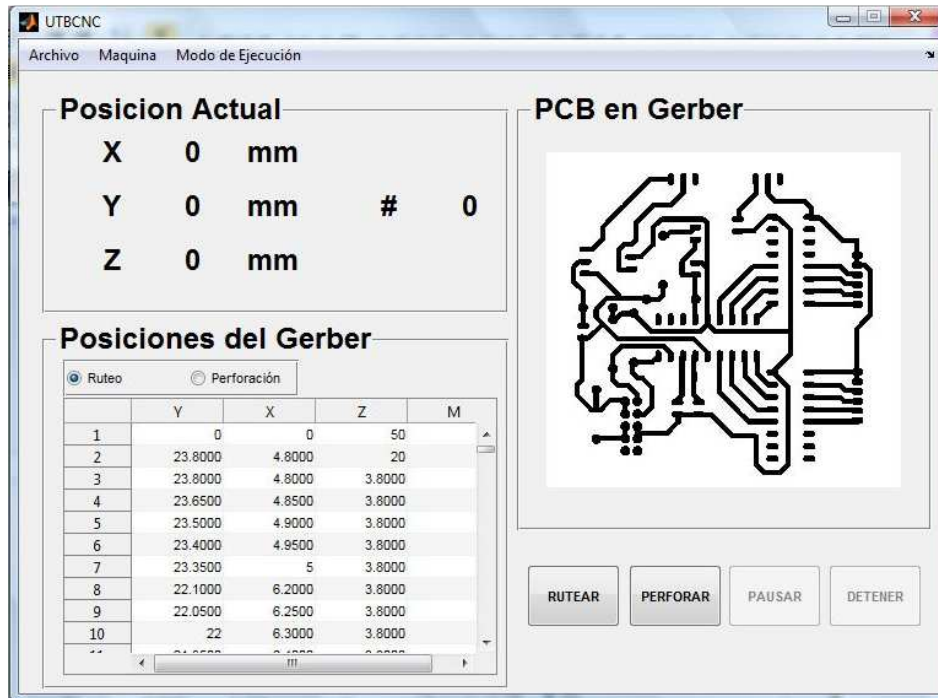 UTBCNC
Archivo Maquina Modo de Ejecución
Posicion Actual
X 0 mm
Y 0 mm # 0
Z 0 mm
Posiciones del Gerber
Ruteo Perforación
Y X Z M
1 0 0 50
2 23.8000 4.8000 20
3 23.8000 4.8000 3.8000
4 23.6500 4.8500 3.8000
5 23.5000 4.9000 3.8000
6 23.4000 4.9500 3.8000
7 23.3500 5 3.8000
8 22.1000 6.2000 3.8000
9 22.0500 6.2500 3.8000
10 22 6.3000 3.8000
PCB en Gerber
RUTEAR PERFORAR PAUSAR DETENER